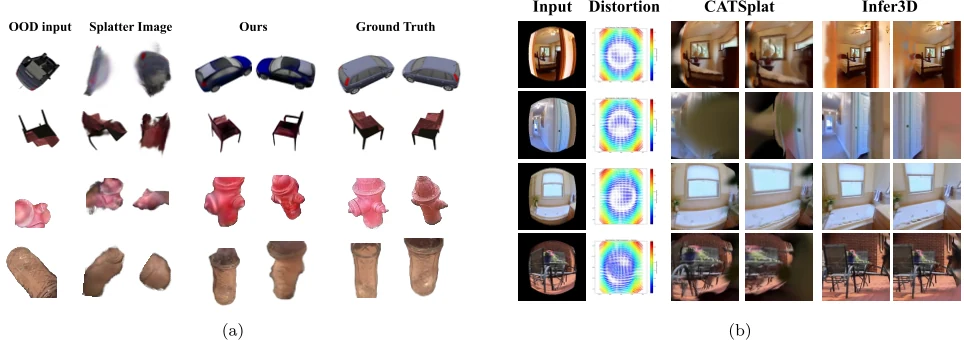 OOD input Splatter Image Ours Ground Truth
Input Distortion CATSplat Infer3D
(a)
(b)